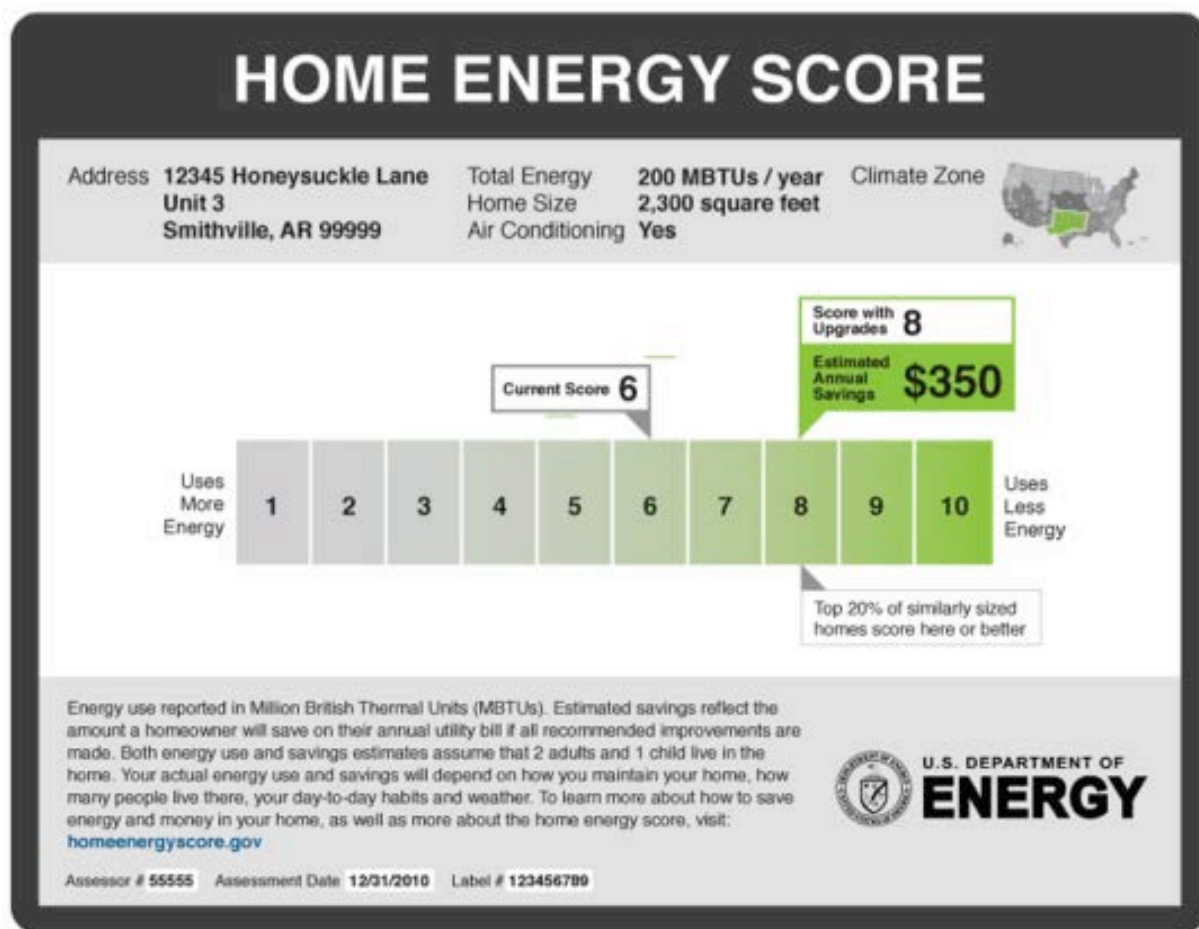 HOME ENERGY SCORE
Address 12345 Honeysuckle Lane
Unit 3
Smithville, AR 99999
Total Energy 200 MBTUs / year
Home Size 2,300 square feet
Air Conditioning Yes
Climate Zone
Score with
Upgrades 8
Estimated
Annual
Savings $350
Current Score 6
Uses
More
Energy
1 2 3 4 5 6 7 8 9 10
Uses
Less
Energy
Top 20% of similarly sized
homes score here or better
Energy use reported in Million British Thermal Units (MBTUs). Estimated savings reflect the
amount a homeowner will save on their annual utility bill if all recommended improvements are
made. Both energy use and savings estimates assume that 2 adults and 1 child live in the
home. Your actual energy use and savings will depend on how you maintain your home, how
many people live there, your day-to-day habits and weather. To learn more about how to save
energy and money in your home, as well as more about the home energy score, visit:
homeenergyscore.gov
Assessor # 55555 Assessment Date 12/31/2010 Label # 123456789
U.S. DEPARTMENT OF
ENERGY